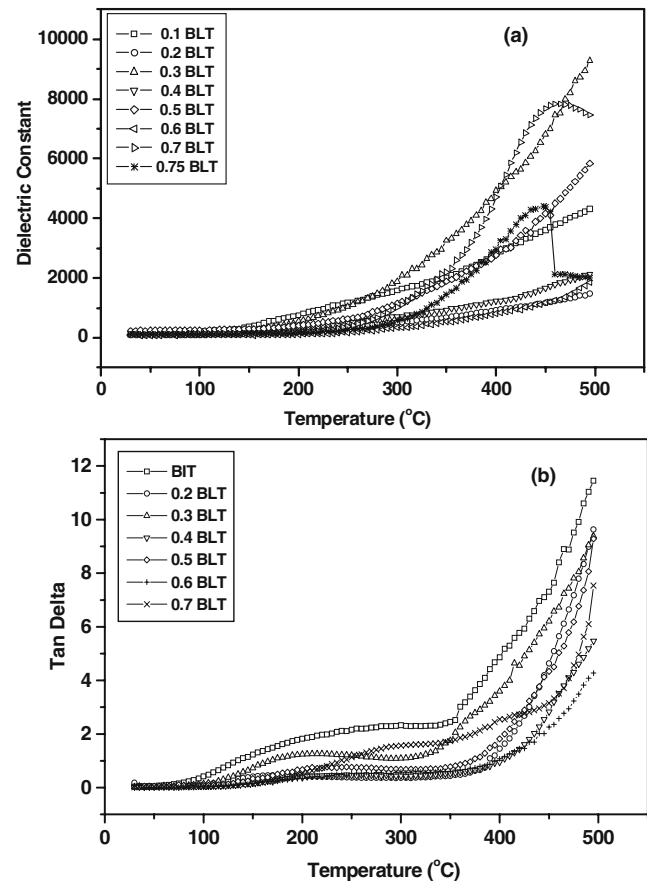 (a)
0.1 BLT
0.2 BLT
0.3 BLT
0.4 BLT
0.5 BLT
0.6 BLT
0.7 BLT
0.75 BLT
Dielectric Constant
10000
8000
6000
4000
2000
0
0 100 200 300 400 500
Temperature (°C)
(b)
BIT
0.2 BLT
0.3 BLT
0.4 BLT
0.5 BLT
0.6 BLT
0.7 BLT
Tan Delta
12
10
8
6
4
2
0
0 100 200 300 400 500
Temperature (°C)